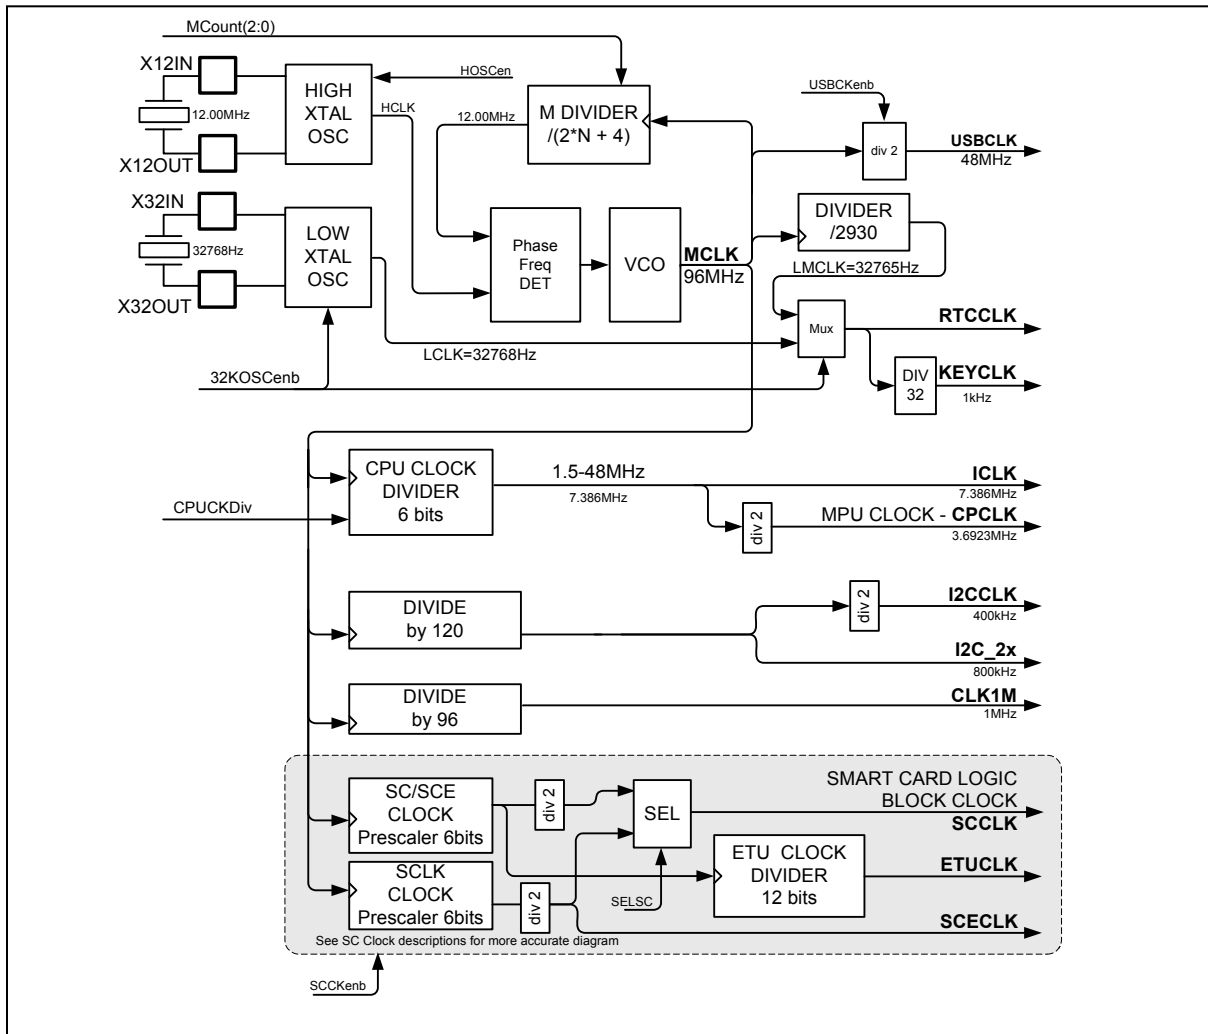 MCount(2:0)
X12IN
12.00MHz
X12OUT
HIGH
XTAL
OSC
HOSCen
HCLK
12.00MHz
M DIVIDER
/(2*N + 4)
USBCKenb
div 2
USBCLK
48MHz
X32IN
32768Hz
X32OUT
LOW
XTAL
OSC
Phase
Freq
DET
VCO
MCLK
96MHz
DIVIDER
/2930
LMCLK=32765Hz
Mux
RTCCLK
LCLK=32768Hz
32KOSCenb
DIV
32
KEYCLK
1kHz
CPUCKDiv
CPU CLOCK
DIVIDER
6 bits
1.5-48MHz
7.386MHz
ICLK
7.386MHz
div 2
MPU CLOCK - CPCLK
3.6923MHz
DIVIDE
by 120
div 2
I2CCLK
400kHz
I2C_2x
800kHz
DIVIDE
by 96
CLK1M
1MHz
SC/SCE
CLOCK
Prescaler 6bits
div 2
SEL
SMART CARD LOGIC
BLOCK CLOCK
SCCLK
SCLK
CLOCK
Prescaler 6bits
div 2
SELSC
ETU CLOCK
DIVIDER
12 bits
ETUCLK
SCECLK
See SC Clock descriptions for more accurate diagram
SCCKenb